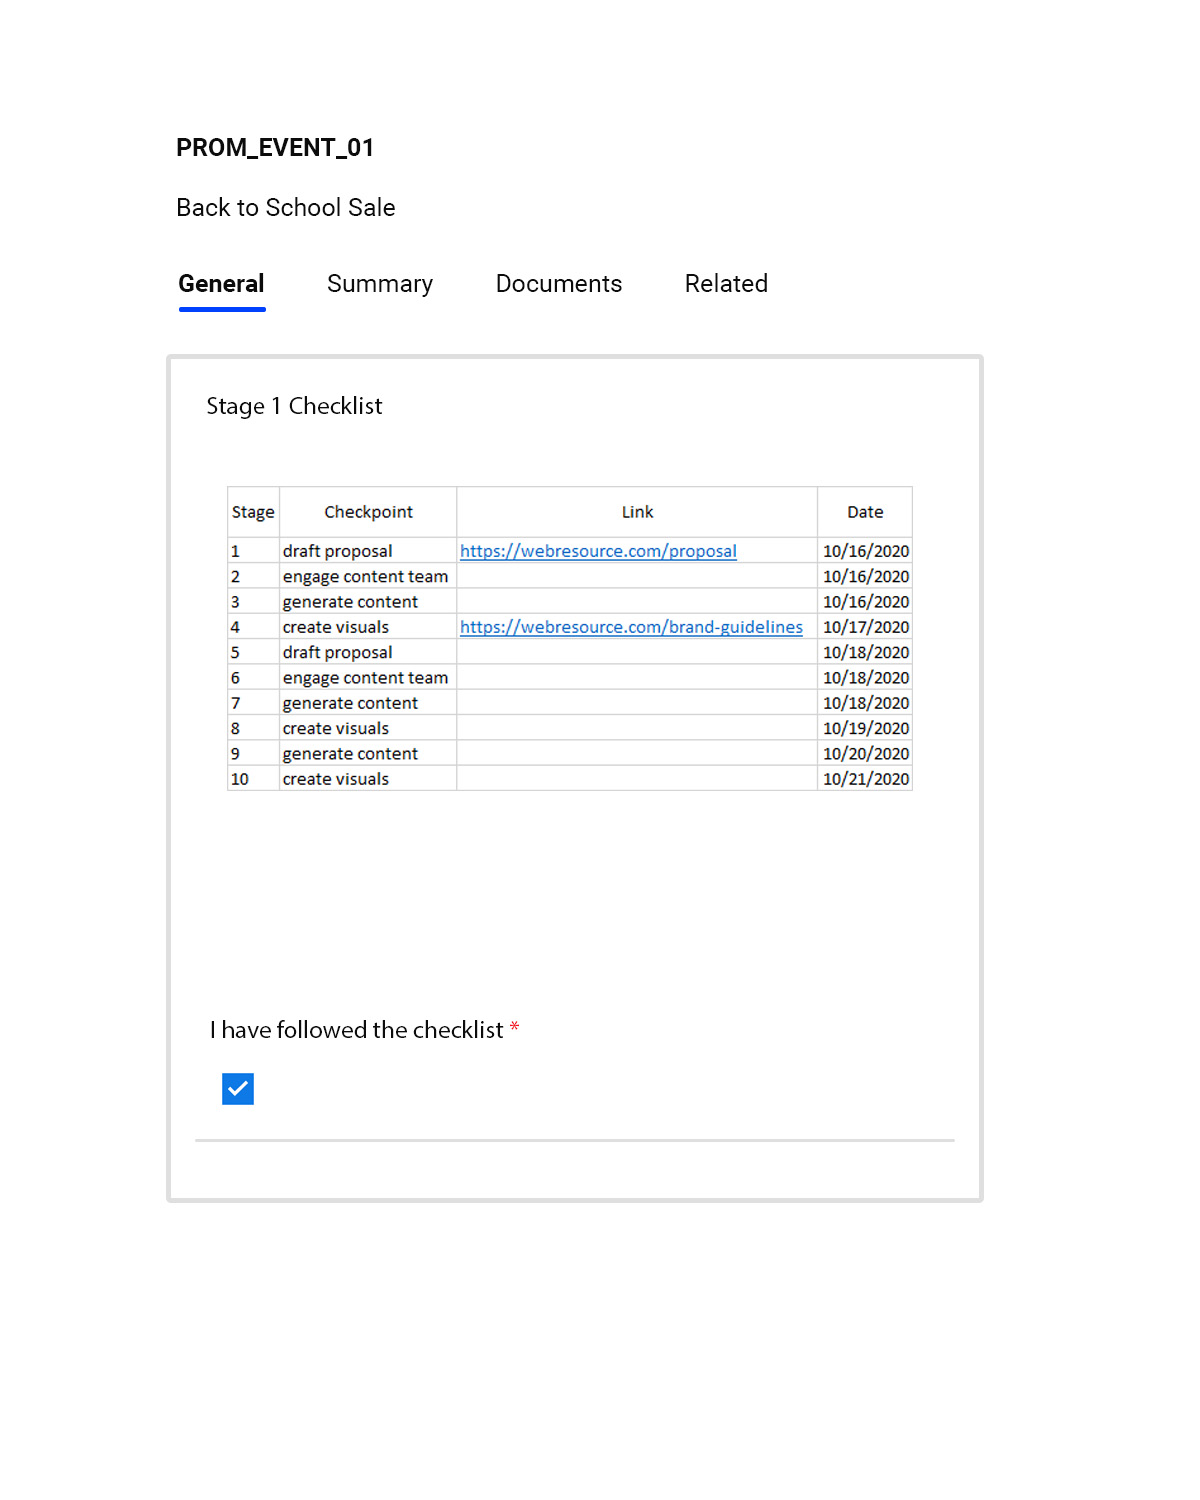 PROM_EVENT_01
Back to School Sale
General Summary Documents Related
Stage 1 Checklist
Stage Checkpoint Link Date
1 draft proposal https://webresource.com/proposal 10/16/2020
2 engage content team 10/16/2020
3 generate content 10/16/2020
4 create visuals https://webresource.com/brand-guidelines 10/17/2020
5 draft proposal 10/18/2020
6 engage content team 10/18/2020
7 generate content 10/18/2020
8 create visuals 10/19/2020
9 generate content 10/20/2020
10 create visuals 10/21/2020
I have followed the checklist *